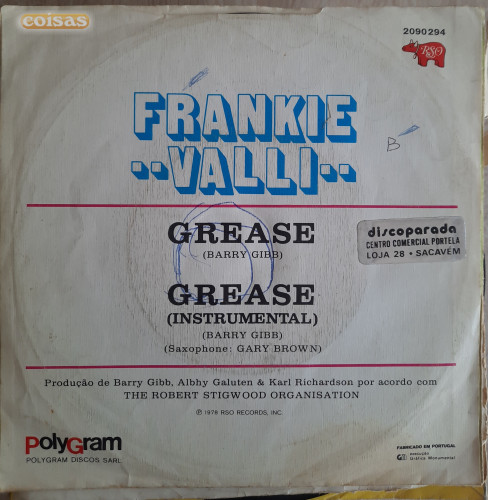 coisas
2090294
RSO
FRANKIE
VALLI
B
GREASE
(BARRY GIBB)
discoparada
CENTRO COMERCIAL PORTELA
LOJA 28 • SACAVÉM
GREASE
(INSTRUMENTAL)
(BARRY GIBB)
(Saxophone: GARY BROWN)
Produção de Barry Gibb, Albhy Galuten & Karl Richardson por acordo com
THE ROBERT STIGWOOD ORGANISATION
℗ 1978 RSO RECORDS, INC.
PolyGram
POLYGRAM DISCOS SARL
FABRICADO EM PORTUGAL
Gráfica Monumental